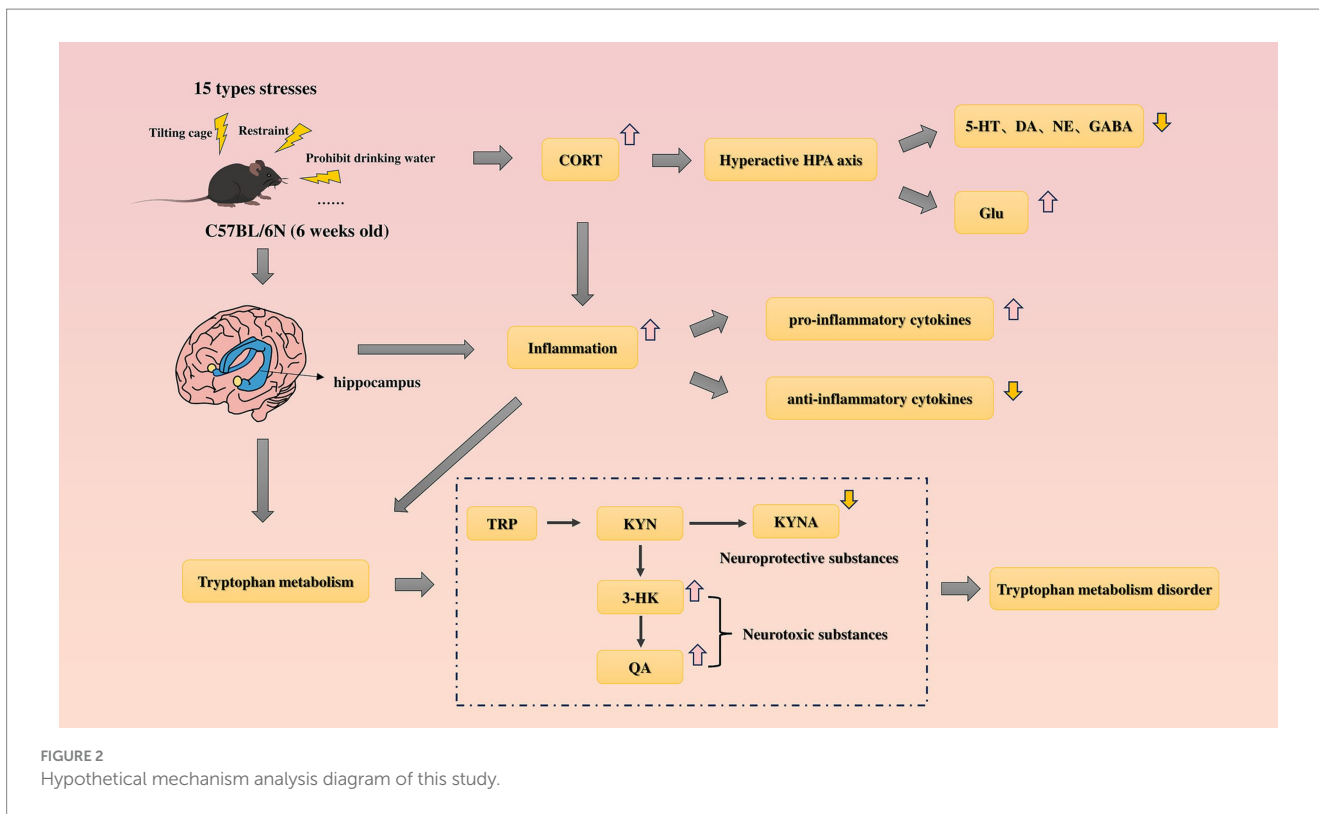 15 types stresses
Tilting cage
Restraint
Prohibit drinking water
......
C57BL/6N (6 weeks old)
CORT
Hyperactive HPA axis
5-HT、DA、NE、GABA
Glu
hippocampus
Inflammation
pro-inflammatory cytokines
anti-inflammatory cytokines
Tryptophan metabolism
TRP
KYN
KYNA
Neuroprotective substances
3-HK
Neurotoxic substances
QA
Tryptophan metabolism disorder
FIGURE 2
Hypothetical mechanism analysis diagram of this study.